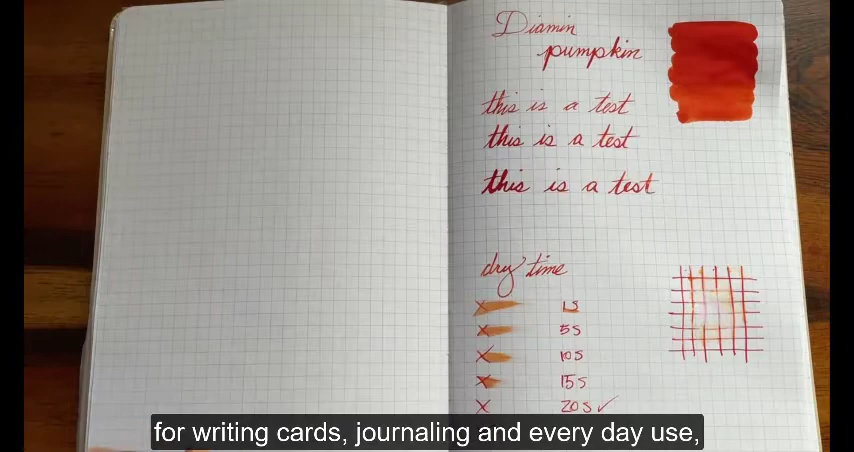 Diamin
pumpkin
this is a test
this is a test
this is a test
dry time
X 1s
X 5s
X 10s
X 15s
X 20s ✓
for writing cards, journaling and every day use,